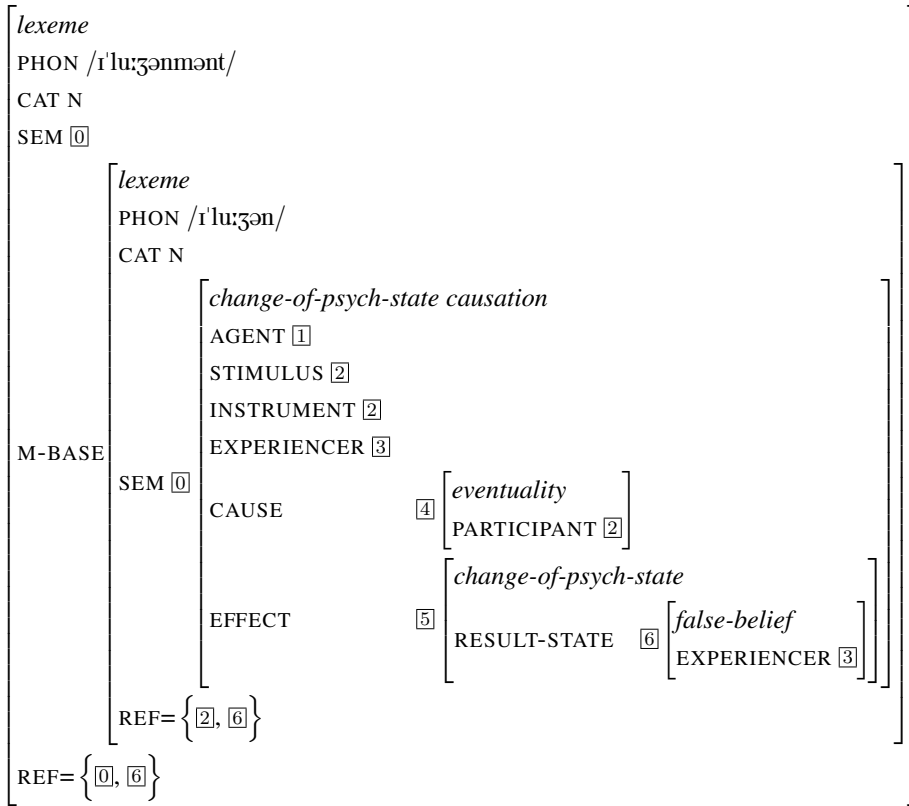 lexeme
PHON /ɪˈluːʒənmənt/
CAT N
SEM 0
lexeme
PHON /ɪˈluːʒən/
CAT N
change-of-psych-state causation
AGENT 1
STIMULUS 2
INSTRUMENT 2
EXPERIENCER 3
M-BASE
SEM 0
eventuality
CAUSE 4
PARTICIPANT 2
change-of-psych-state
EFFECT 5
false-belief
RESULT-STATE 6
EXPERIENCER 3
REF= {2, 6}
REF= {0, 6}